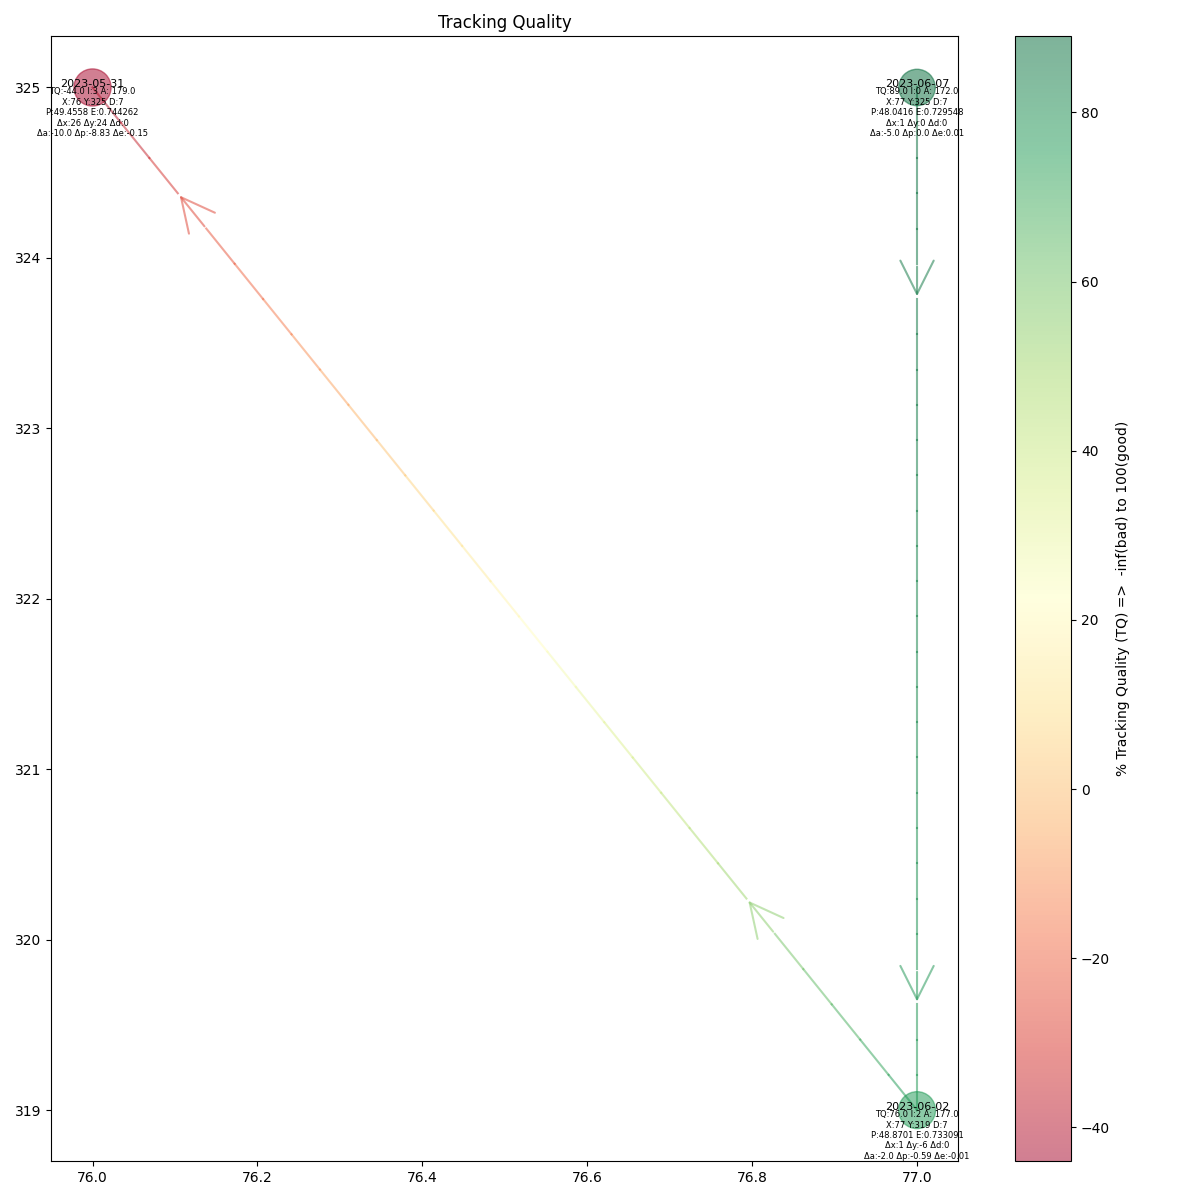 Tracking Quality
325
324
323
322
321
320
319
76.0
76.2
76.4
76.6
76.8
77.0
2023-05-31
TQ:-44.0 I:3 A: 179.0
X:76 Y:325 D:7
P:49.4558 E:0.744262
Δx:26 Δy:24 Δd:0
Δa:-10.0 Δp:-8.83 Δe:-0.15
2023-06-07
TQ:89.0 I:0 A: 172.0
X:77 Y:325 D:7
P:48.0416 E:0.729548
Δx:1 Δy:0 Δd:0
Δa:-5.0 Δp:0.0 Δe:0.01
2023-06-02
TQ:76.0 I:2 A: 177.0
X:77 Y:319 D:7
P:48.8701 E:0.733091
Δx:1 Δy:-6 Δd:0
Δa:-2.0 Δp:-0.59 Δe:-0.01
80
60
40
20
0
−20
−40
% Tracking Quality (TQ) => -inf(bad) to 100(good)